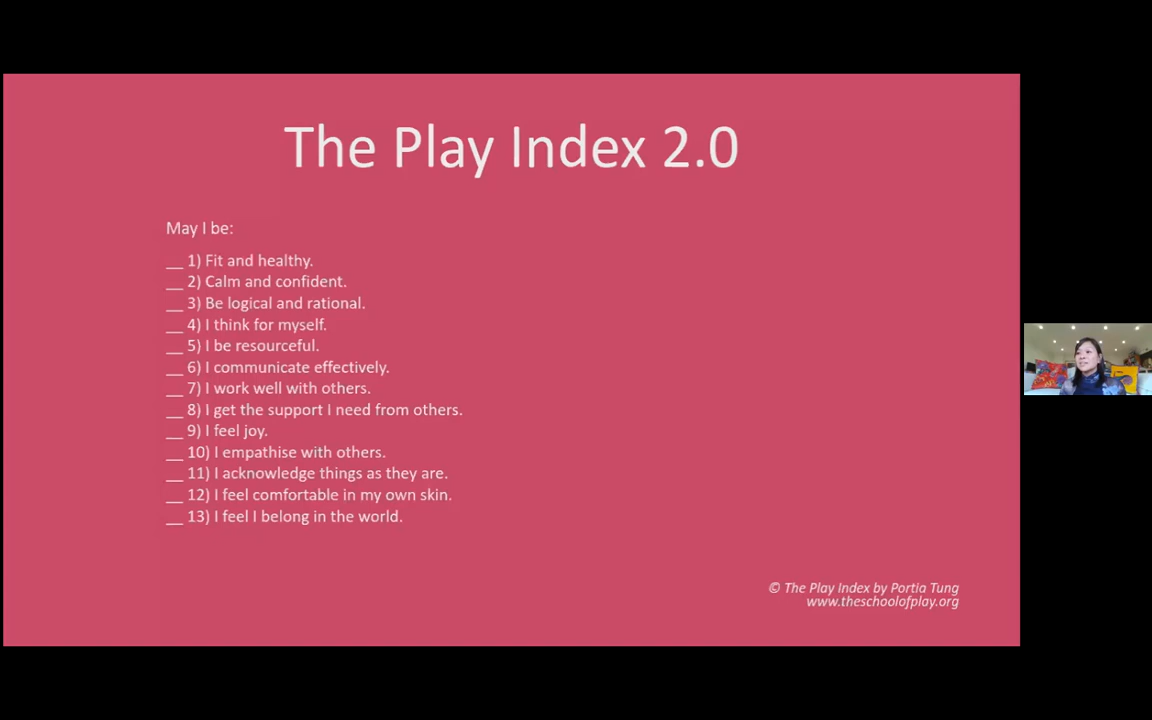 The Play Index 2.0
May I be:
__ 1) Fit and healthy.
__ 2) Calm and confident.
__ 3) Be logical and rational.
__ 4) I think for myself.
__ 5) I be resourceful.
__ 6) I communicate effectively.
__ 7) I work well with others.
__ 8) I get the support I need from others.
__ 9) I feel joy.
__ 10) I empathise with others.
__ 11) I acknowledge things as they are.
__ 12) I feel comfortable in my own skin.
__ 13) I feel I belong in the world.
© The Play Index by Portia Tung
www.theschoolofplay.org